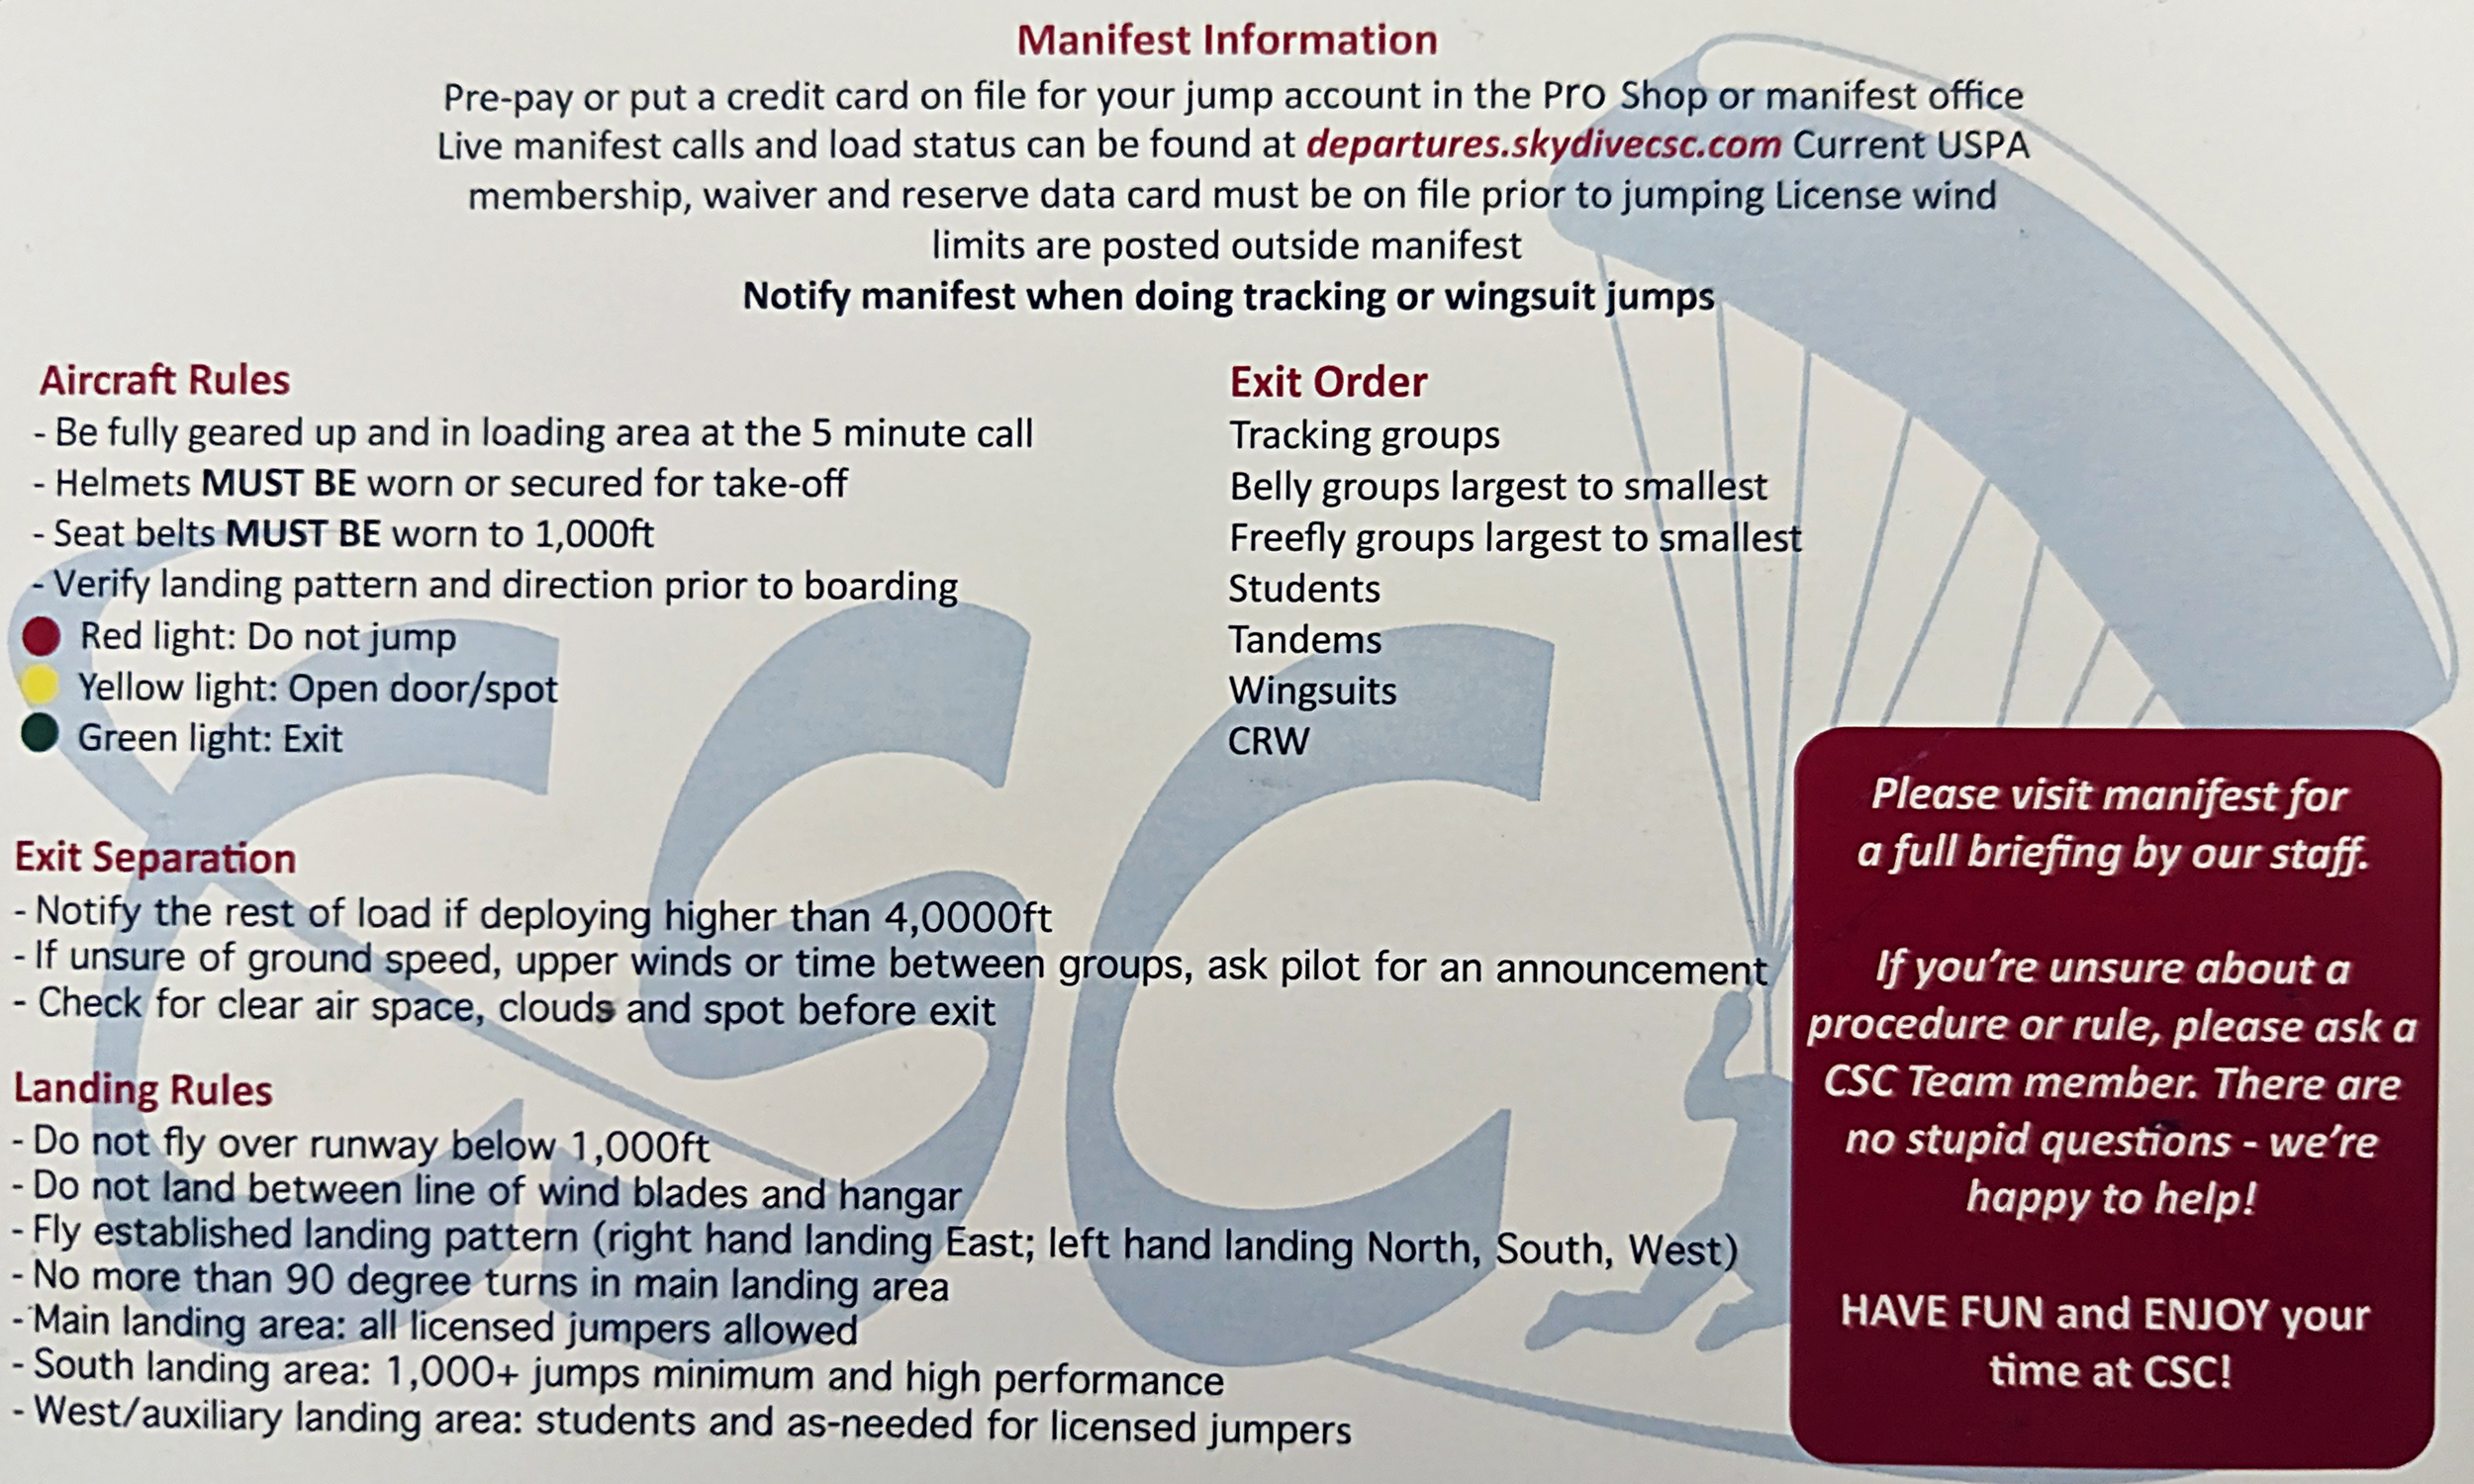 Manifest Information
Pre-pay or put a credit card on file for your jump account in the Pro Shop or manifest office
Live manifest calls and load status can be found at departures.skydivecsc.com Current USPA
membership, waiver and reserve data card must be on file prior to jumping License wind
limits are posted outside manifest
Notify manifest when doing tracking or wingsuit jumps
Aircraft Rules
- Be fully geared up and in loading area at the 5 minute call
- Helmets MUST BE worn or secured for take-off
- Seat belts MUST BE worn to 1,000ft
- Verify landing pattern and direction prior to boarding
Red light: Do not jump
Yellow light: Open door/spot
Green light: Exit
Exit Order
Tracking groups
Belly groups largest to smallest
Freefly groups largest to smallest
Students
Tandems
Wingsuits
CRW
Exit Separation
- Notify the rest of load if deploying higher than 4,0000ft
- If unsure of ground speed, upper winds or time between groups, ask pilot for an announcement
- Check for clear air space, clouds and spot before exit
Landing Rules
- Do not fly over runway below 1,000ft
- Do not land between line of wind blades and hangar
- Fly established landing pattern (right hand landing East; left hand landing North, South, West)
- No more than 90 degree turns in main landing area
- Main landing area: all licensed jumpers allowed
- South landing area: 1,000+ jumps minimum and high performance
- West/auxiliary landing area: students and as-needed for licensed jumpers
Please visit manifest for
a full briefing by our staff.
If you're unsure about a
procedure or rule, please ask a
CSC Team member. There are
no stupid questions - we're
happy to help!
HAVE FUN and ENJOY your
time at CSC!
CSC